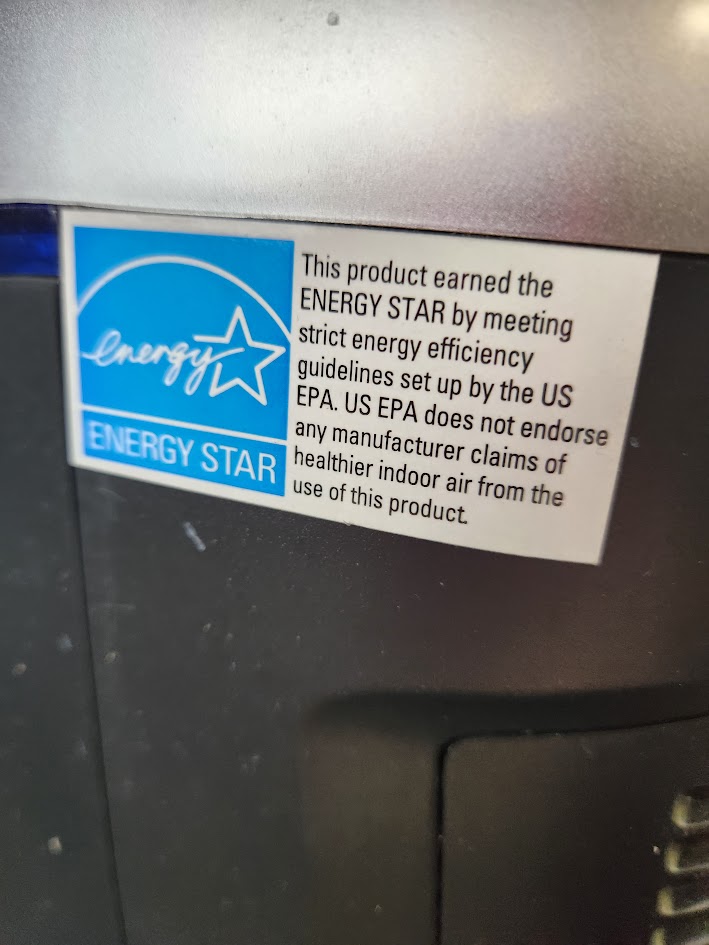 energy
ENERGY STAR
This product earned the
ENERGY STAR by meeting
strict energy efficiency
guidelines set up by the US
EPA. US EPA does not endorse
any manufacturer claims of
healthier indoor air from the
use of this product.